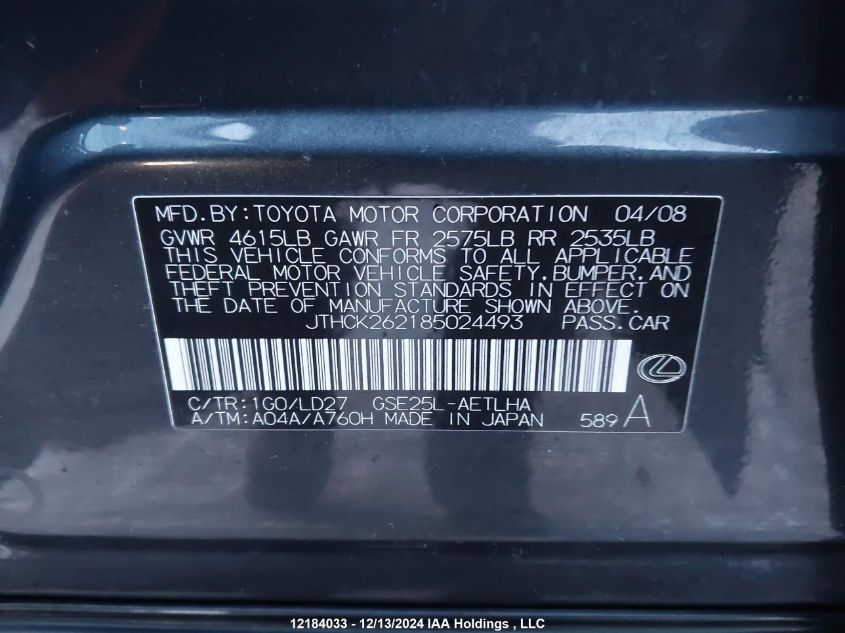 MFD.BY:TOYOTA MOTOR CORPORATION 04/08
GVWR 4615LB GAWR FR 2575LB RR 2535LB
THIS VEHICLE CONFORMS TO ALL APPLICABLE
FEDERAL MOTOR VEHICLE SAFETY,BUMPER,AND
THEFT PREVENTION STANDARDS IN EFFECT ON
THE DATE OF MANUFACTURE SHOWN ABOVE.
JTHCK262185024493 PASS.CAR
C/TR:1G0/LD27 GSE25L-AETLHA
A/TM:A04A/A760H MADE IN JAPAN 589A
12184033 - 12/13/2024 IAA Holdings , LLC